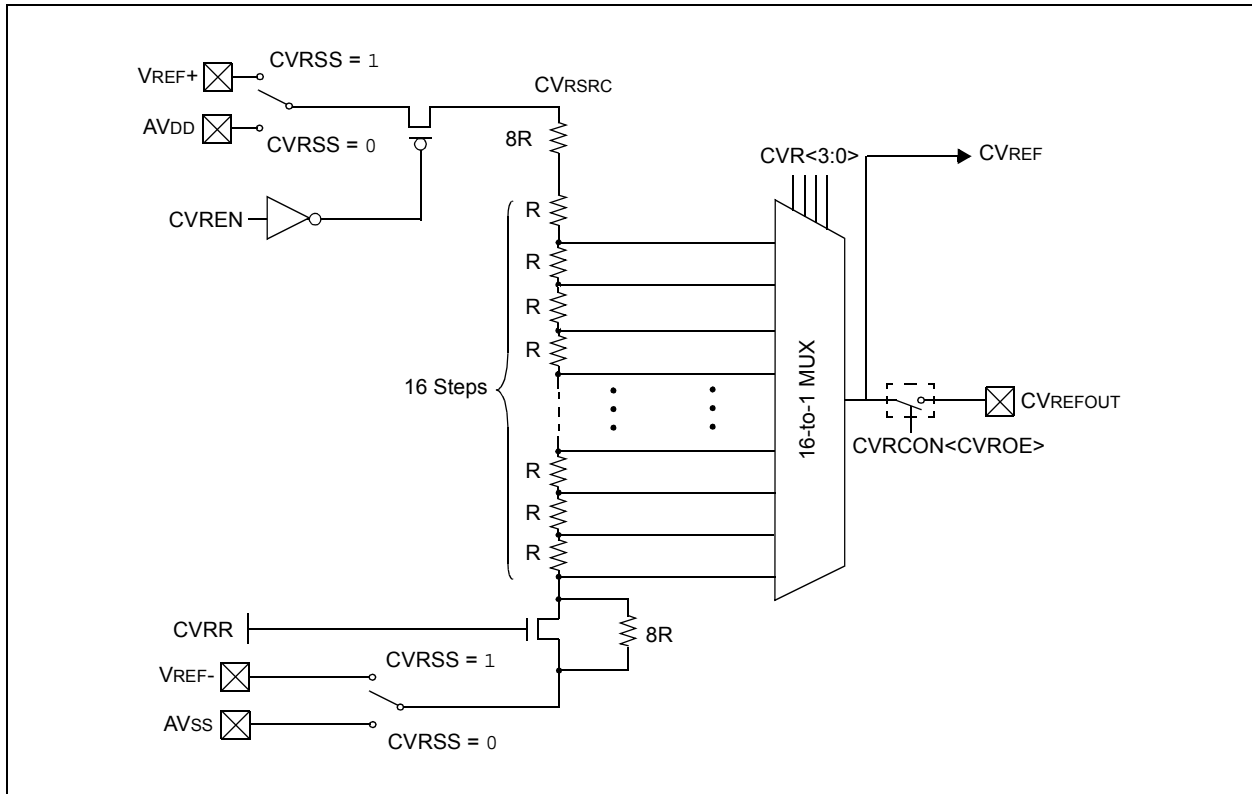 CVRSS = 1
VREF+
CVRSRC
AVDD
CVRSS = 0
8R
CVR<3:0>
CVREF
CVREN
R
R
R
R
16 Steps
16-to-1 MUX
CVREFOUT
CVRCON<CVROE>
R
R
R
CVRR
8R
CVRSS = 1
VREF-
AVSS
CVRSS = 0